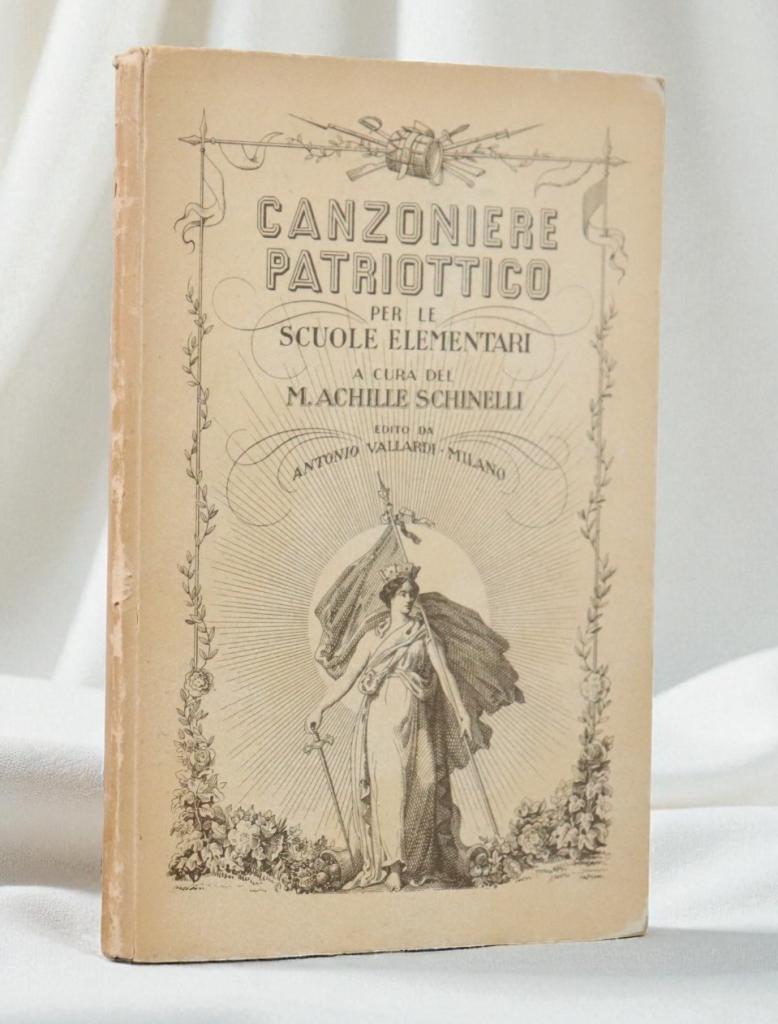 CANZONIERE
PATRIOTTICO
PER LE
SCUOLE ELEMENTARI
A CURA DEL
M. ACHILLE SCHINELLI
EDITO DA
ANTONIO VALLARDI - MILANO